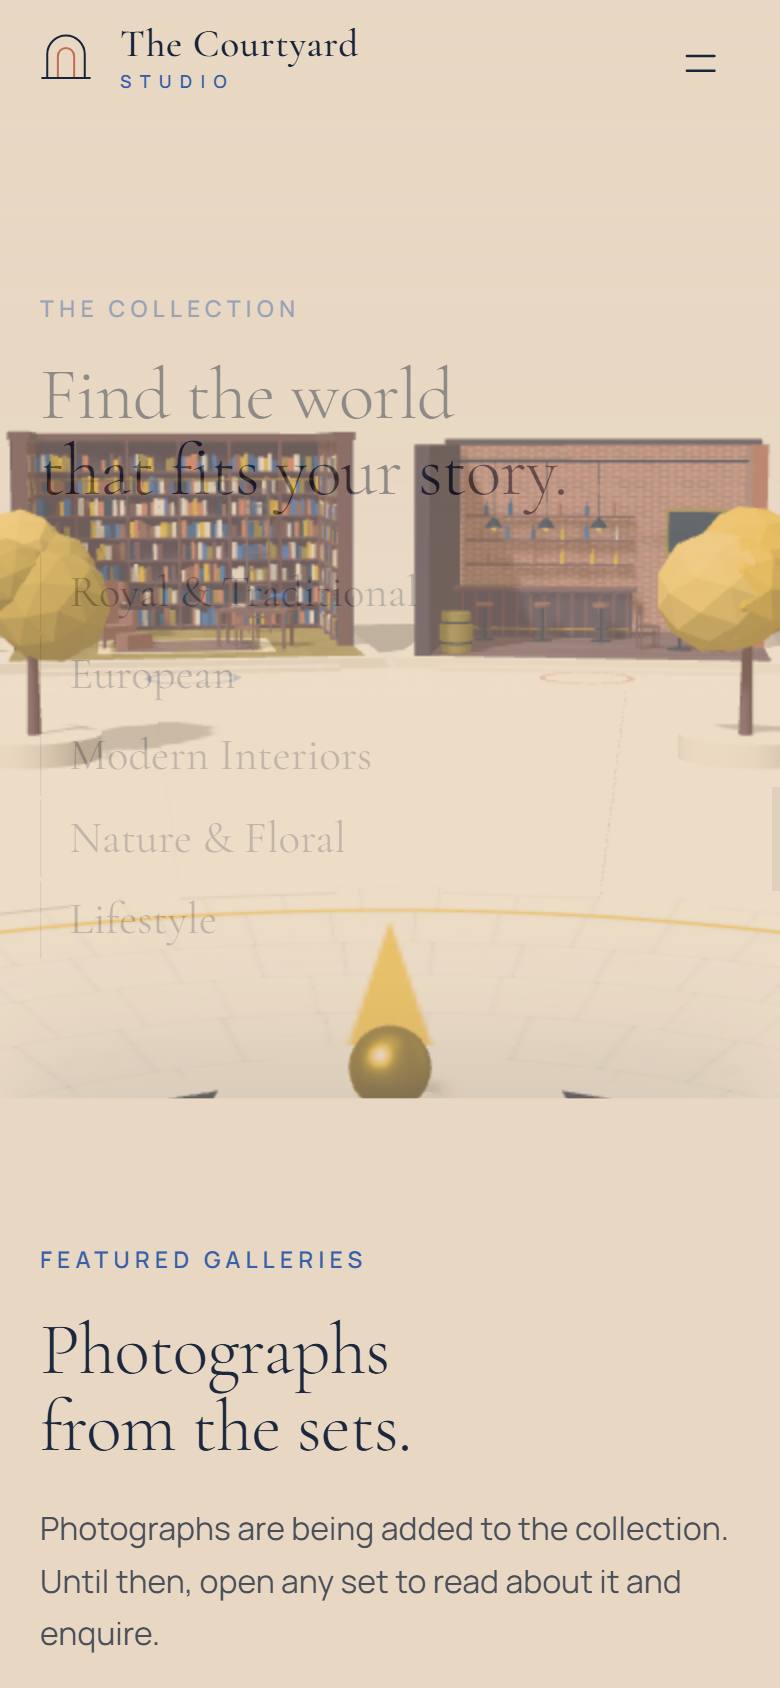 The Courtyard
STUDIO
THE COLLECTION
Find the world
that fits your story.
Royal & Traditional
European
Modern Interiors
Nature & Floral
Lifestyle
FEATURED GALLERIES
Photographs
from the sets.
Photographs are being added to the collection.
Until then, open any set to read about it and
enquire.